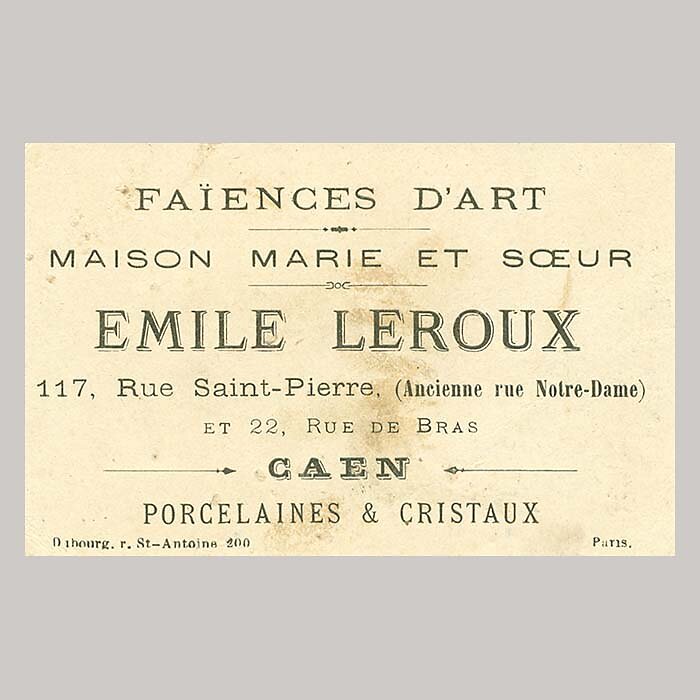 FAÏENCES D'ART
MAISON MARIE ET SŒUR
EMILE LEROUX
117, Rue Saint-Pierre, (Ancienne rue Notre-Dame)
ET 22, RUE DE BRAS
CAEN
PORCELAINES & CRISTAUX
r. St-Antoine 200 Paris.